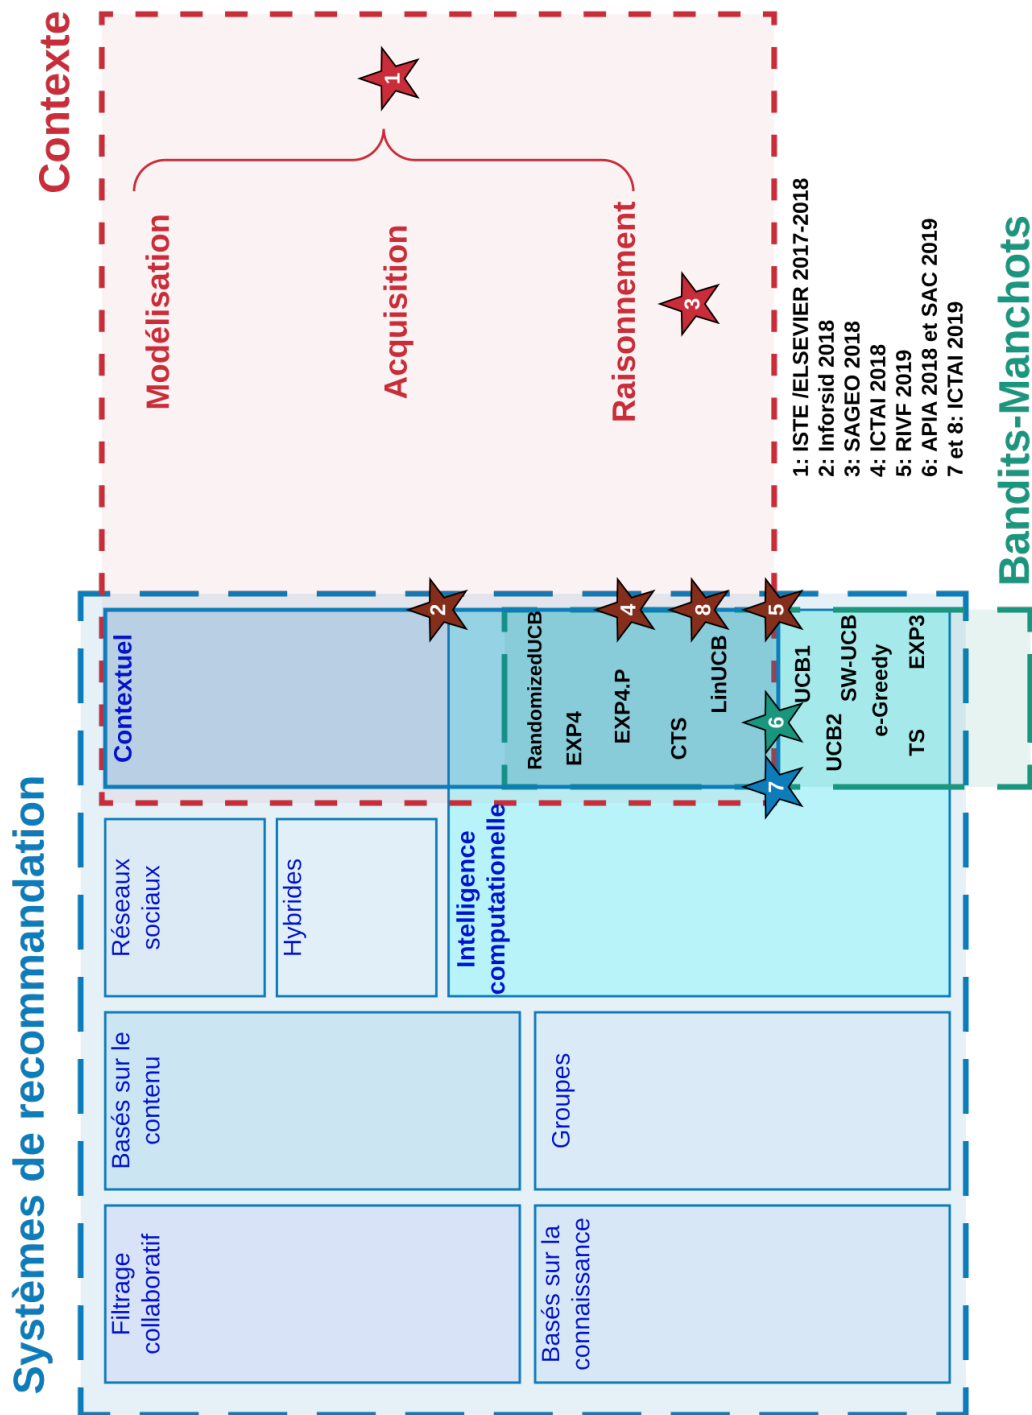 Systèmes de recommandation
Contexte
Filtrage
collaboratif
Basés sur le
contenu
Réseaux
sociaux
Hybrides
Contextuel
Modélisation
Acquisition
Raisonnement
1
2
3
Basés sur la
connaissance
Groupes
Intelligence
computationelle
RandomizedUCB
EXP4
EXP4.P
4
CTS
LinUCB
8
7
6
5
UCB1
UCB2
SW-UCB
e-Greedy
TS
EXP3
1: ISTE /ELSEVIER 2017-2018
2: Inforsid 2018
3: SAGEO 2018
4: ICTAI 2018
5: RIVF 2019
6: APIA 2018 et SAC 2019
7 et 8: ICTAI 2019
Bandits-Manchots